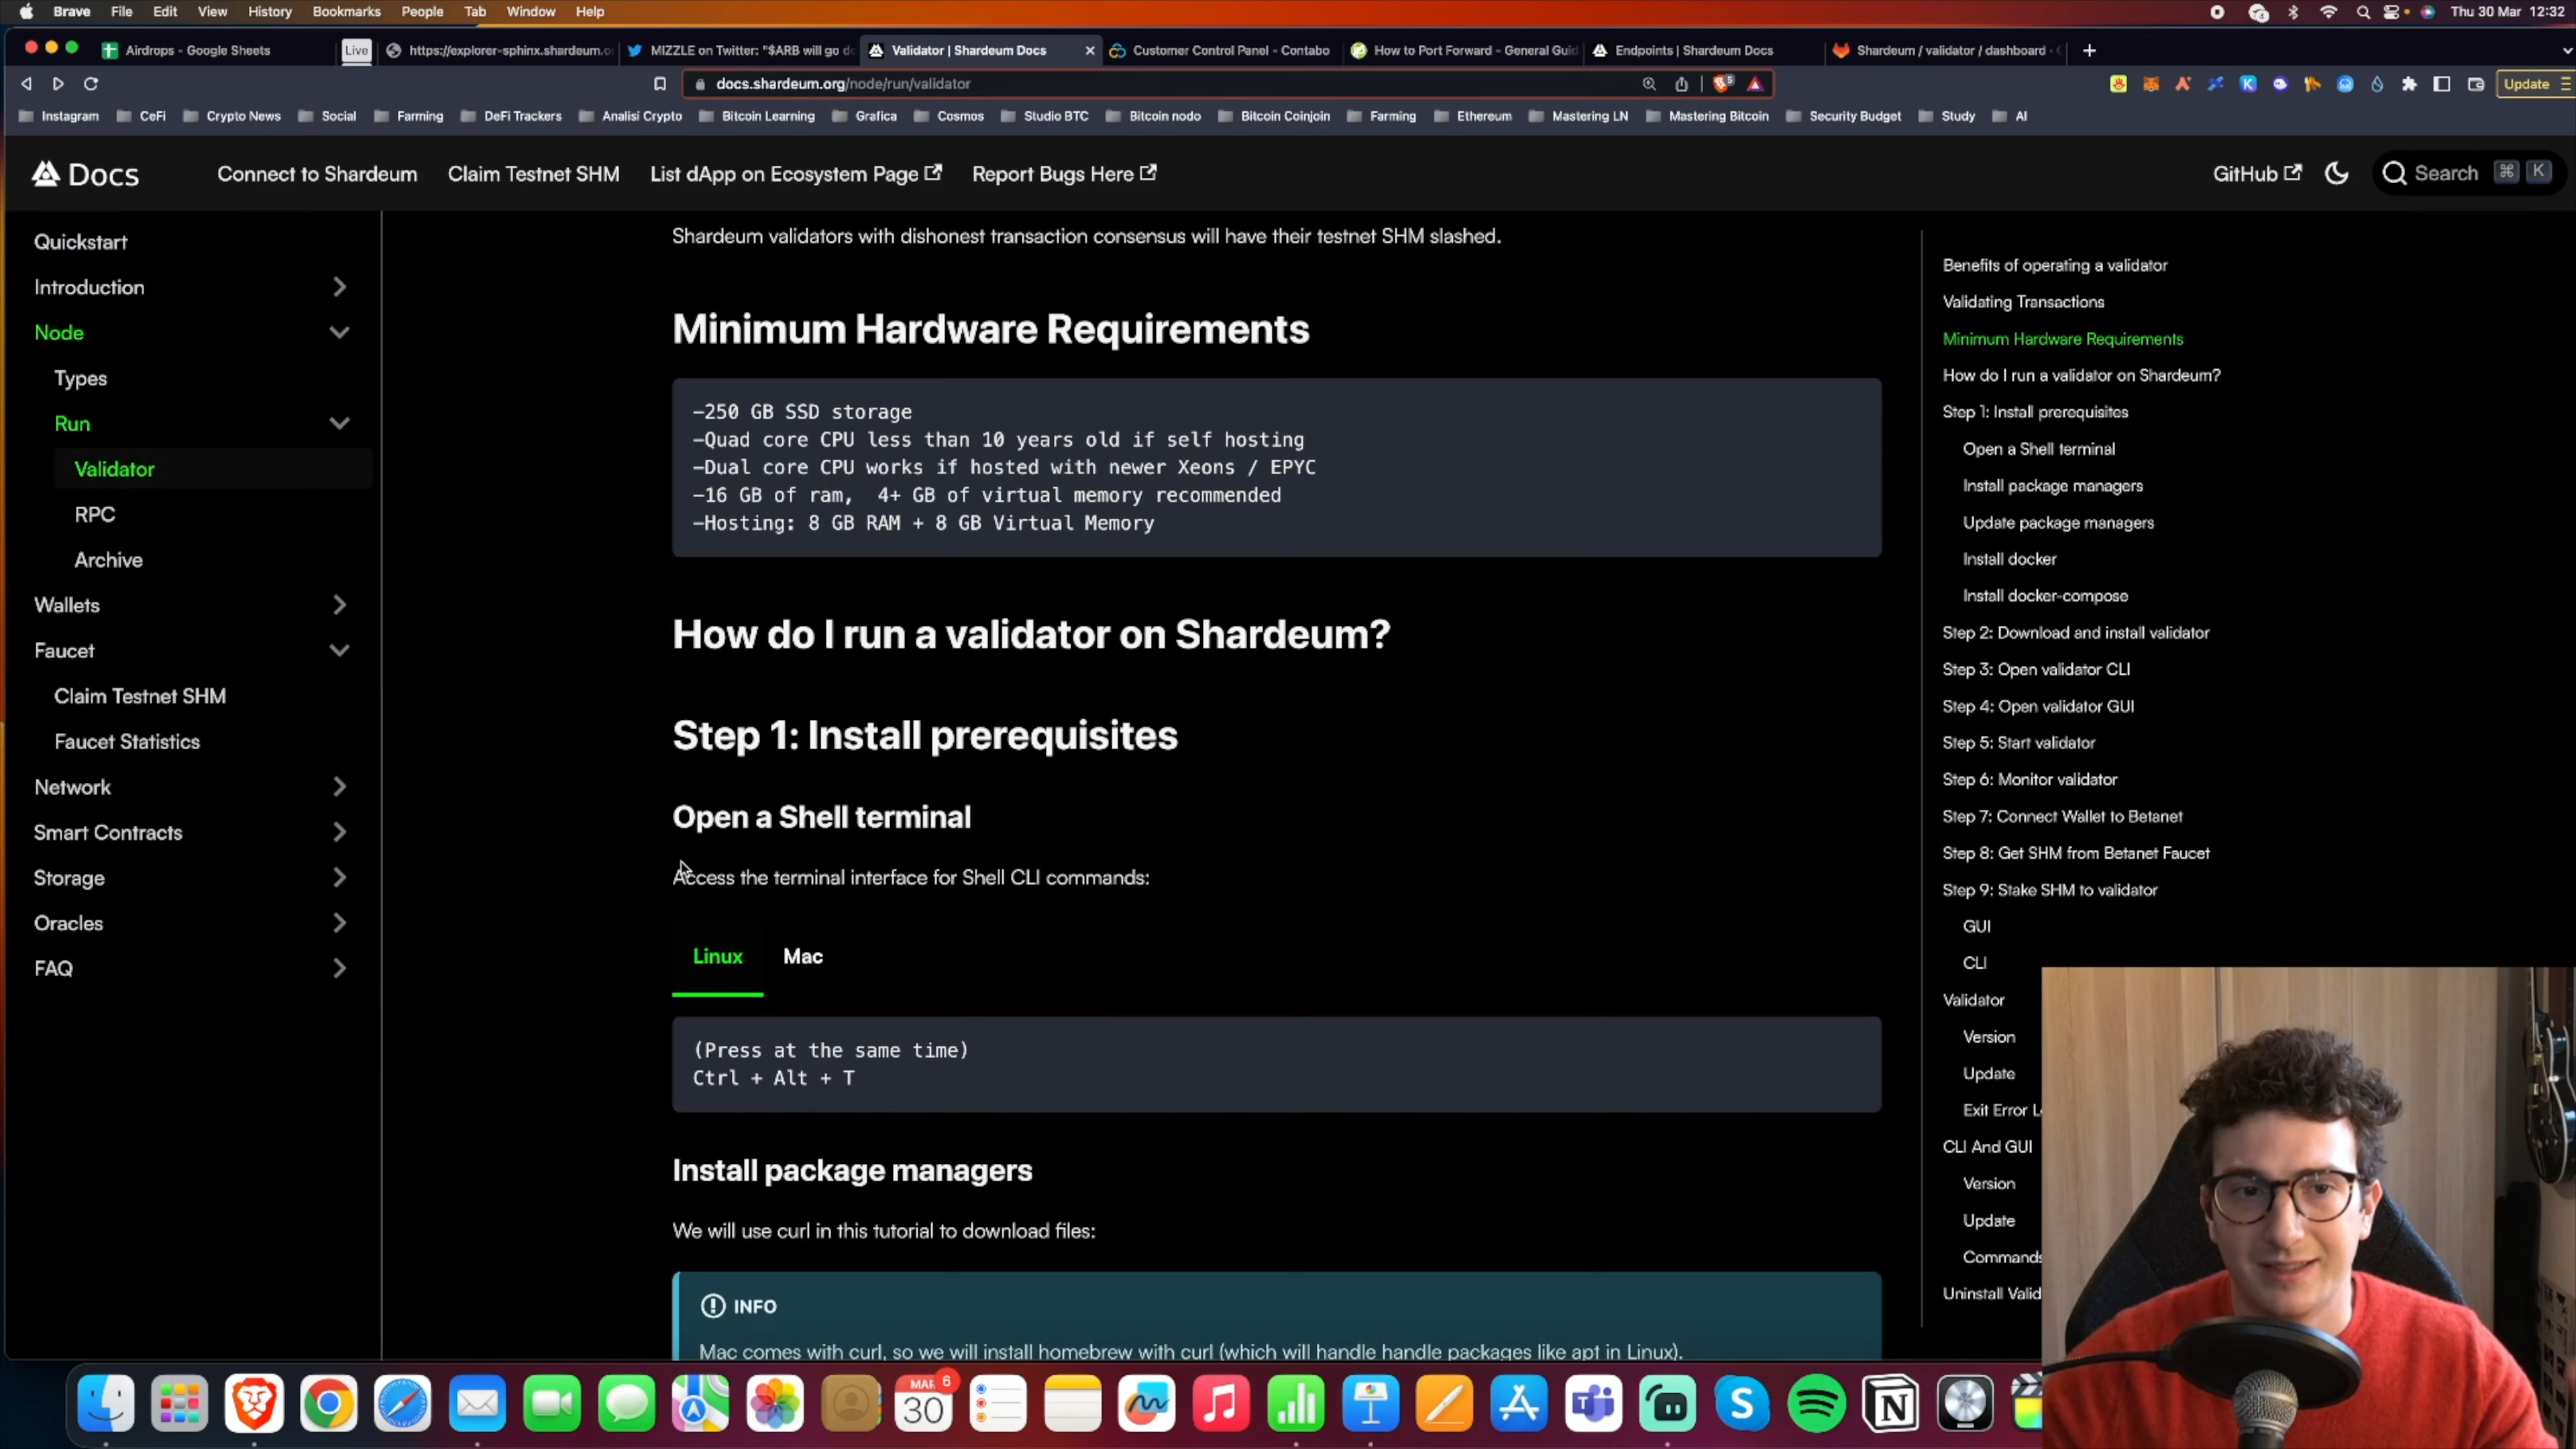 Brave File Edit View History Bookmarks People Tab Window Help
Thu 30 Mar 12:32
Airdrops - Google Sheets
Live
https://explorer-sphinx.shardeum.or
MIZZLE on Twitter: "$ARB will go do
Validator | Shardeum Docs
Customer Control Panel - Contabo
How to Port Forward - General Guid
Endpoints | Shardeum Docs
Shardeum / validator / dashboard ·
docs.shardeum.org/node/run/validator
5
Update
Instagram CeFi Crypto News Social Farming DeFi Trackers Analisi Crypto Bitcoin Learning Grafica Cosmos Studio BTC Bitcoin nodo Bitcoin Coinjoin Farming Ethereum Mastering LN Mastering Bitcoin Security Budget Study AI
Docs
Connect to Shardeum
Claim Testnet SHM
List dApp on Ecosystem Page
Report Bugs Here
GitHub
Search ⌘ K
Quickstart
Introduction
Node
Types
Run
Validator
RPC
Archive
Wallets
Faucet
Claim Testnet SHM
Faucet Statistics
Network
Smart Contracts
Storage
Oracles
FAQ
Shardeum validators with dishonest transaction consensus will have their testnet SHM slashed.
Minimum Hardware Requirements
-250 GB SSD storage
-Quad core CPU less than 10 years old if self hosting
-Dual core CPU works if hosted with newer Xeons / EPYC
-16 GB of ram, 4+ GB of virtual memory recommended
-Hosting: 8 GB RAM + 8 GB Virtual Memory
How do I run a validator on Shardeum?
Step 1: Install prerequisites
Open a Shell terminal
Access the terminal interface for Shell CLI commands:
Linux Mac
(Press at the same time)
Ctrl + Alt + T
Install package managers
We will use curl in this tutorial to download files:
INFO
Mac comes with curl, so we will install homebrew with curl (which will handle handle packages like apt in Linux).
Benefits of operating a validator
Validating Transactions
Minimum Hardware Requirements
How do I run a validator on Shardeum?
Step 1: Install prerequisites
Open a Shell terminal
Install package managers
Update package managers
Install docker
Install docker-compose
Step 2: Download and install validator
Step 3: Open validator CLI
Step 4: Open validator GUI
Step 5: Start validator
Step 6: Monitor validator
Step 7: Connect Wallet to Betanet
Step 8: Get SHM from Betanet Faucet
Step 9: Stake SHM to validator
GUI
CLI
Validator
Version
Update
Exit Error L
CLI And GUI
Version
Update
Commands
Uninstall Valid
MAR 6
30